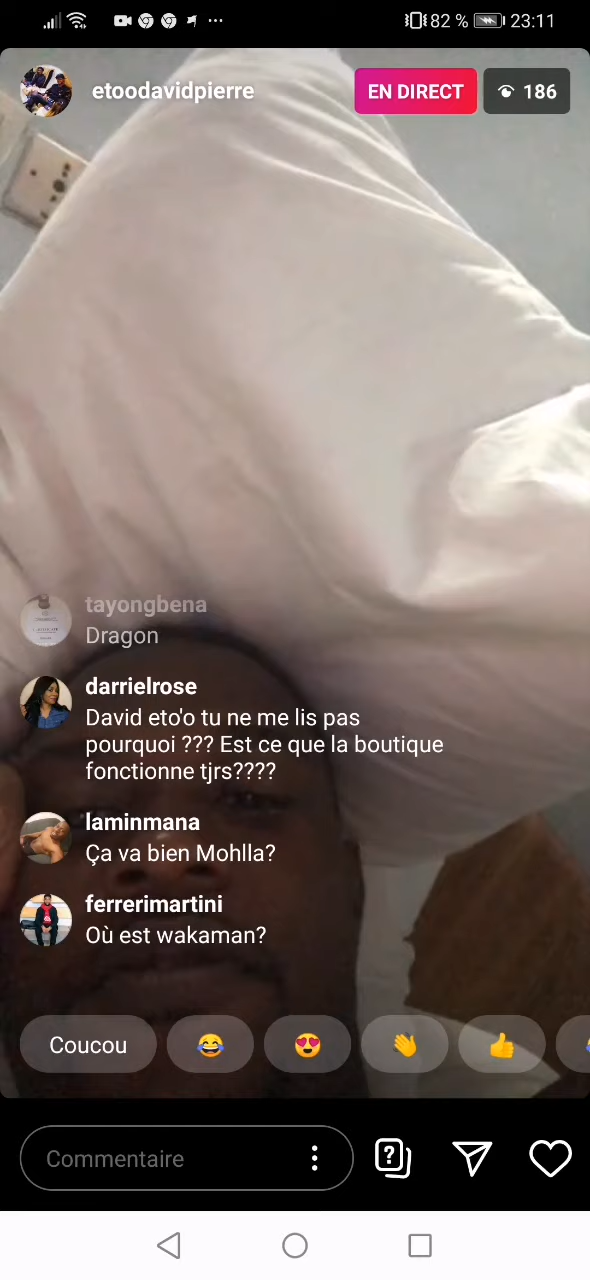 82 % 23:11
etoodavidpierre EN DIRECT 186
tayongbena
Dragon
darrielrose
David eto'o tu ne me lis pas
pourquoi ??? Est ce que la boutique
fonctionne tjrs????
laminmana
Ça va bien Mohlla?
ferrerimartini
Où est wakaman?
Coucou
Commentaire